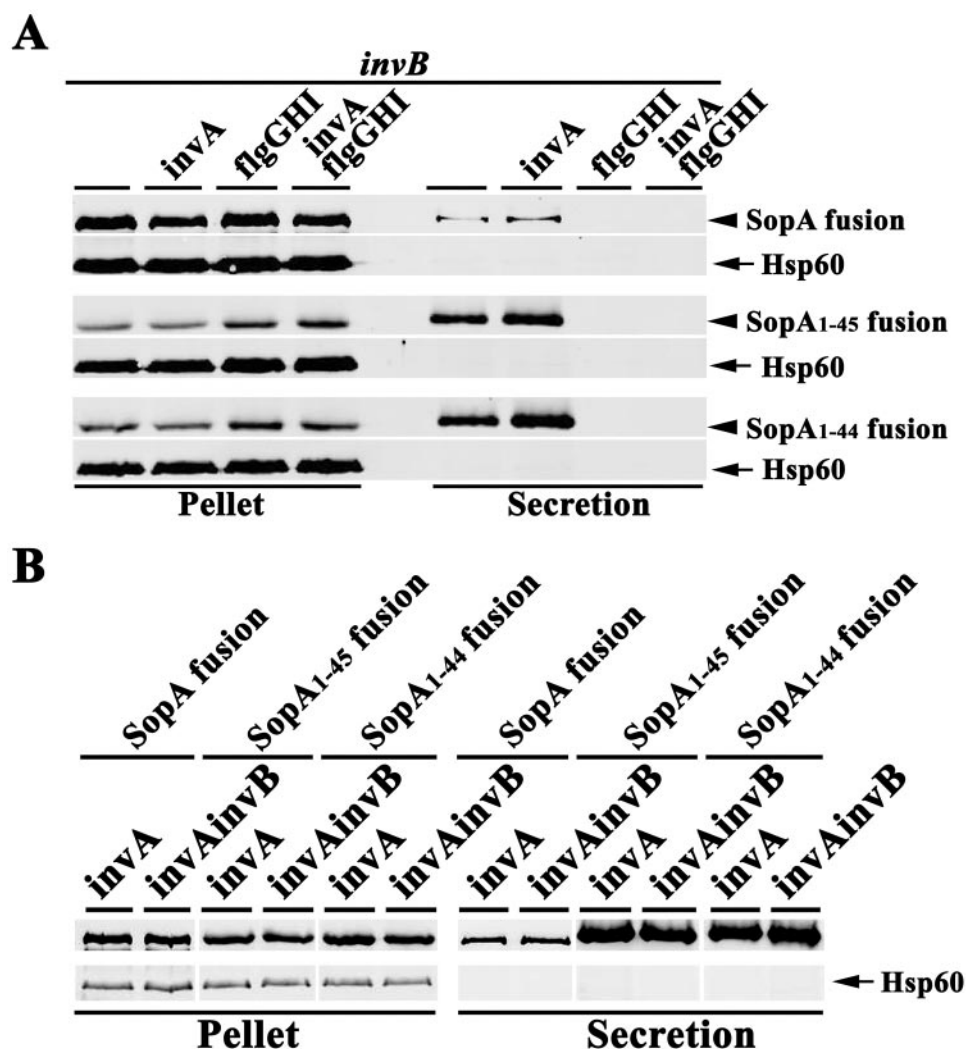 A
invB
invA flgGHI invA flgGHI invA flgGHI invA flgGHI
SopA fusion
Hsp60
SopA1-45 fusion
Hsp60
SopA1-44 fusion
Hsp60
Pellet Secretion
B
SopA fusion SopA1-45 fusion SopA1-44 fusion SopA fusion SopA1-45 fusion SopA1-44 fusion
invA invAinvB invA invAinvB invA invAinvB invA invAinvB invA invAinvB invA invAinvB
Hsp60
Pellet Secretion